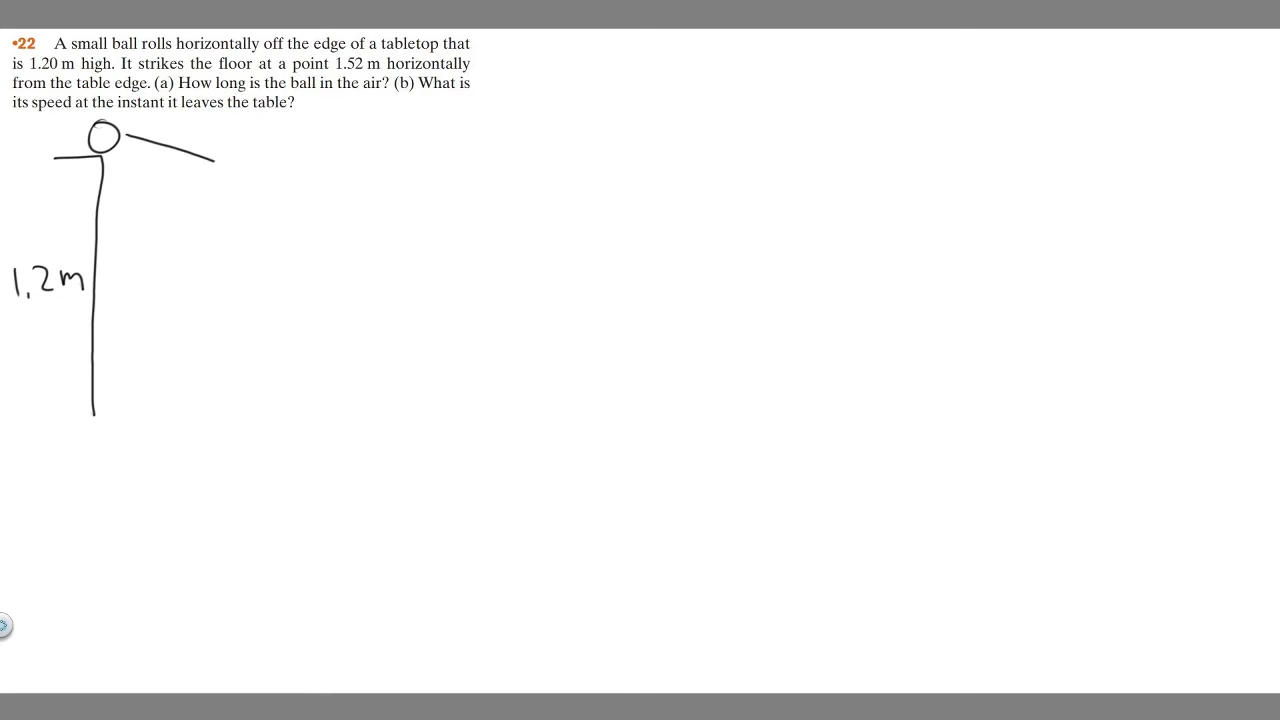 •22 A small ball rolls horizontally off the edge of a tabletop that
is 1.20 m high. It strikes the floor at a point 1.52 m horizontally
from the table edge. (a) How long is the ball in the air? (b) What is
its speed at the instant it leaves the table?
1.2m